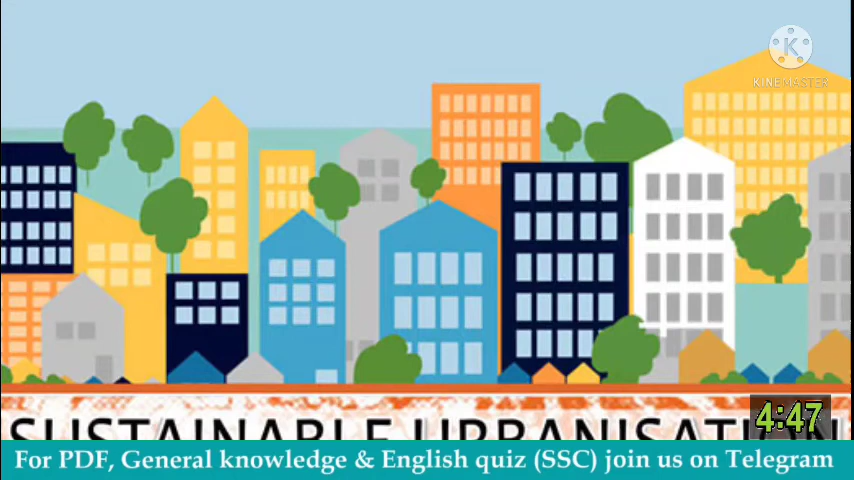 KINEMASTER
SUSTAINABLE URBANISATION
4:47
For PDF, General knowledge & English quiz (SSC) join us on Telegram